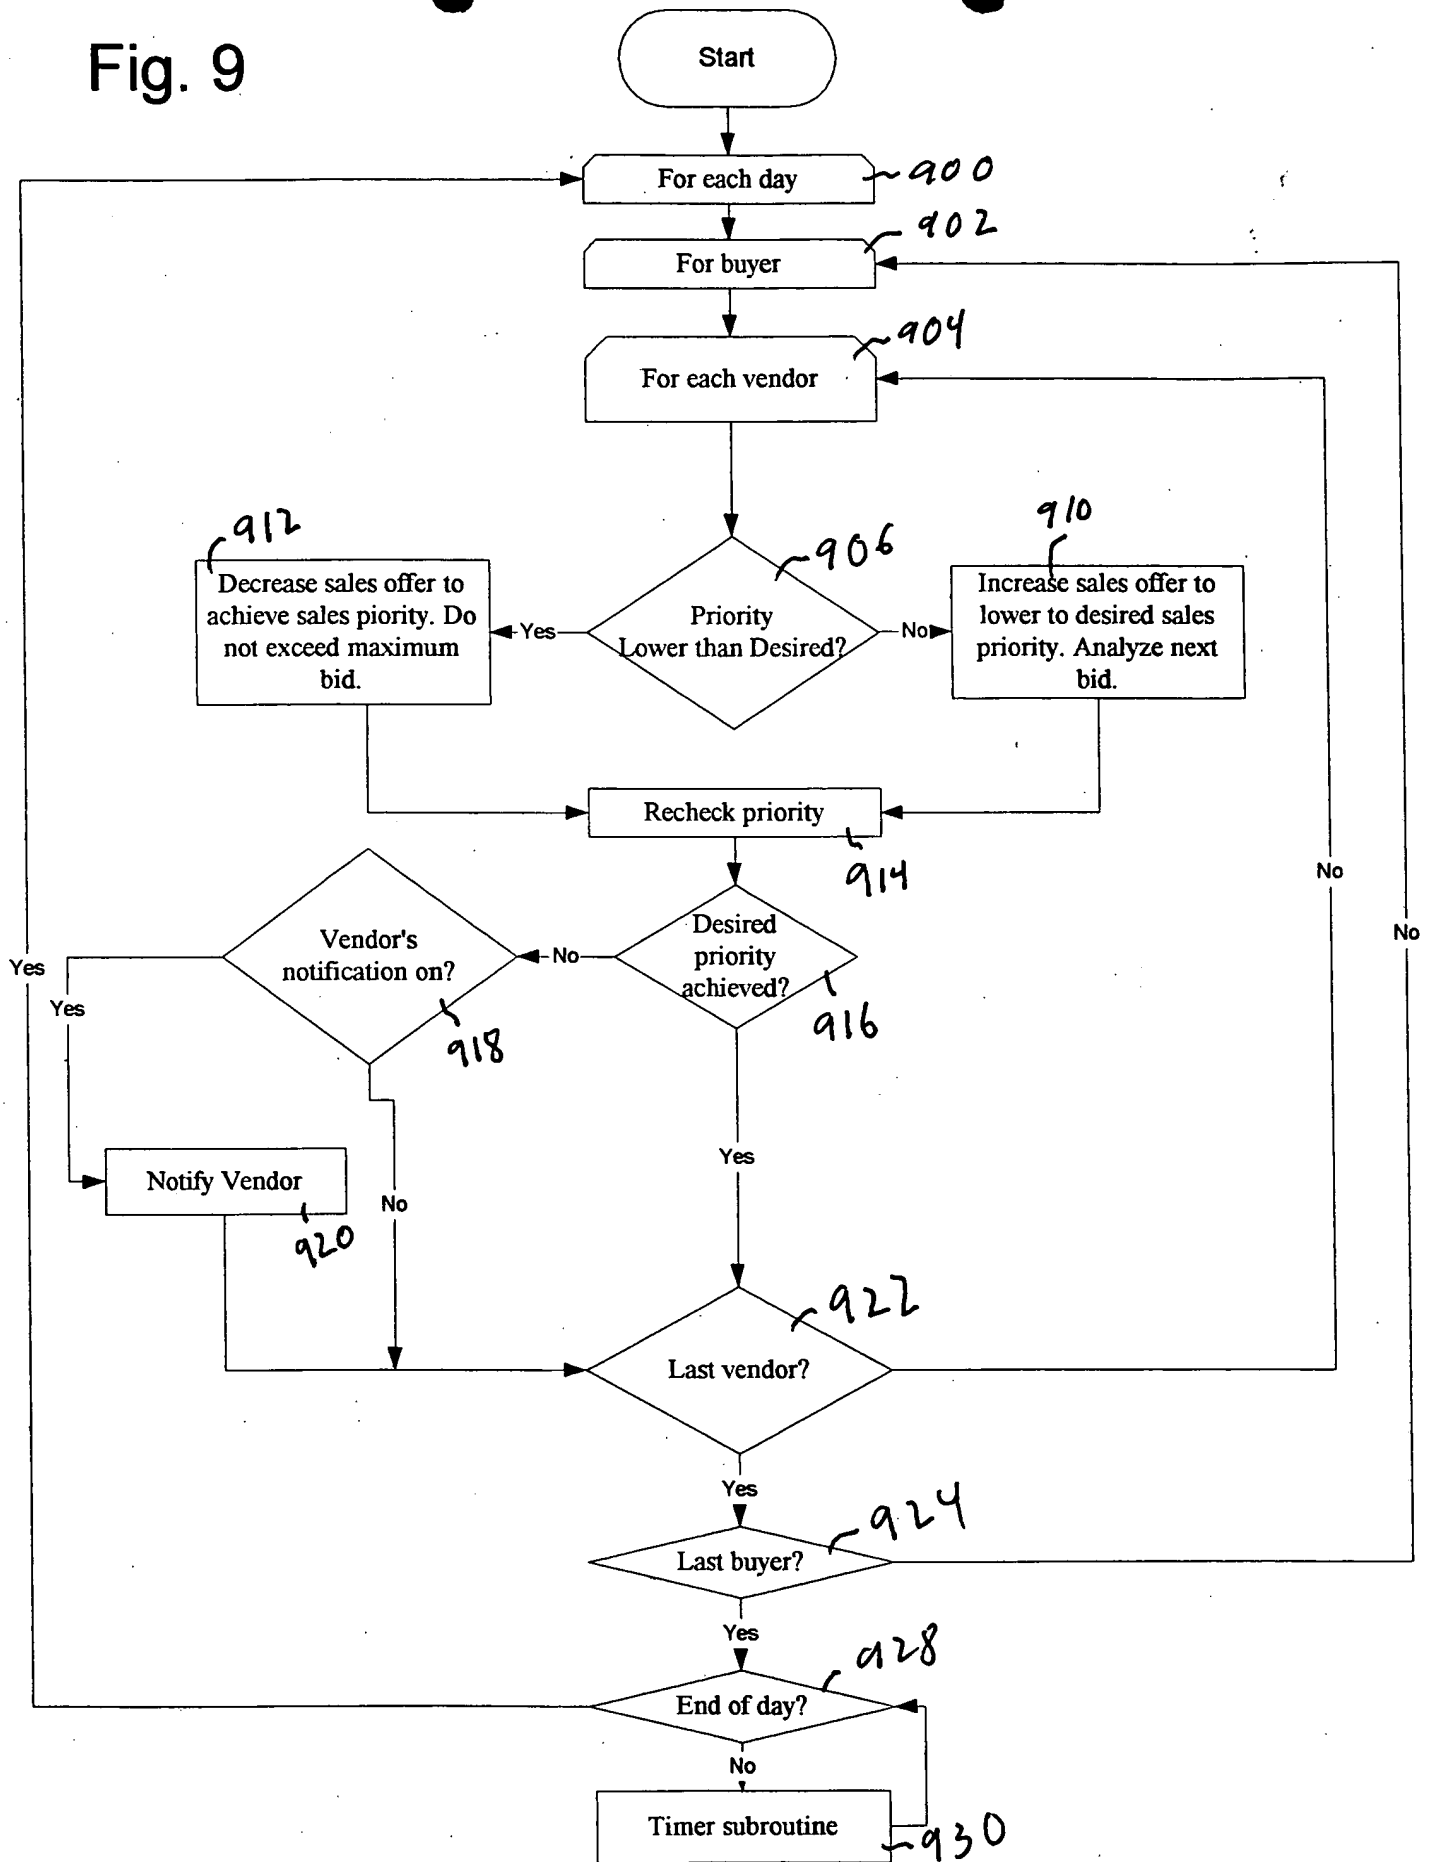 Fig. 9
Start
For each day
900
902
For buyer
904
For each vendor
912
910
906
Decrease sales offer to
achieve sales piority. Do
not exceed maximum
bid.
Yes
Priority
Lower than Desired?
No
Increase sales offer to
lower to desired sales
priority. Analyze next
bid.
Recheck priority
914
No
No
Desired
priority
achieved?
916
No
Vendor's
notification on?
918
Yes
Yes
Notify Vendor
920
No
Yes
922
Last vendor?
Yes
924
Last buyer?
Yes
928
End of day?
No
Timer subroutine
930